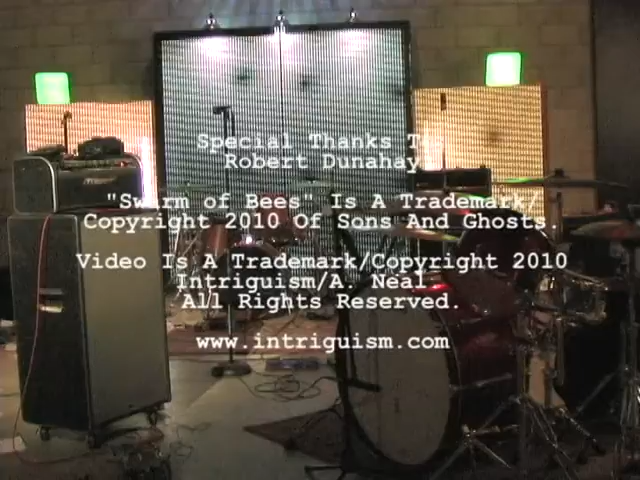 Special Thanks To
Robert Dunahay
"Swarm of Bees" Is A Trademark/
Copyright 2010 Of Sons And Ghosts.
Video Is A Trademark/Copyright 2010
Intriguism/A. Neal.
All Rights Reserved.
www.intriguism.com